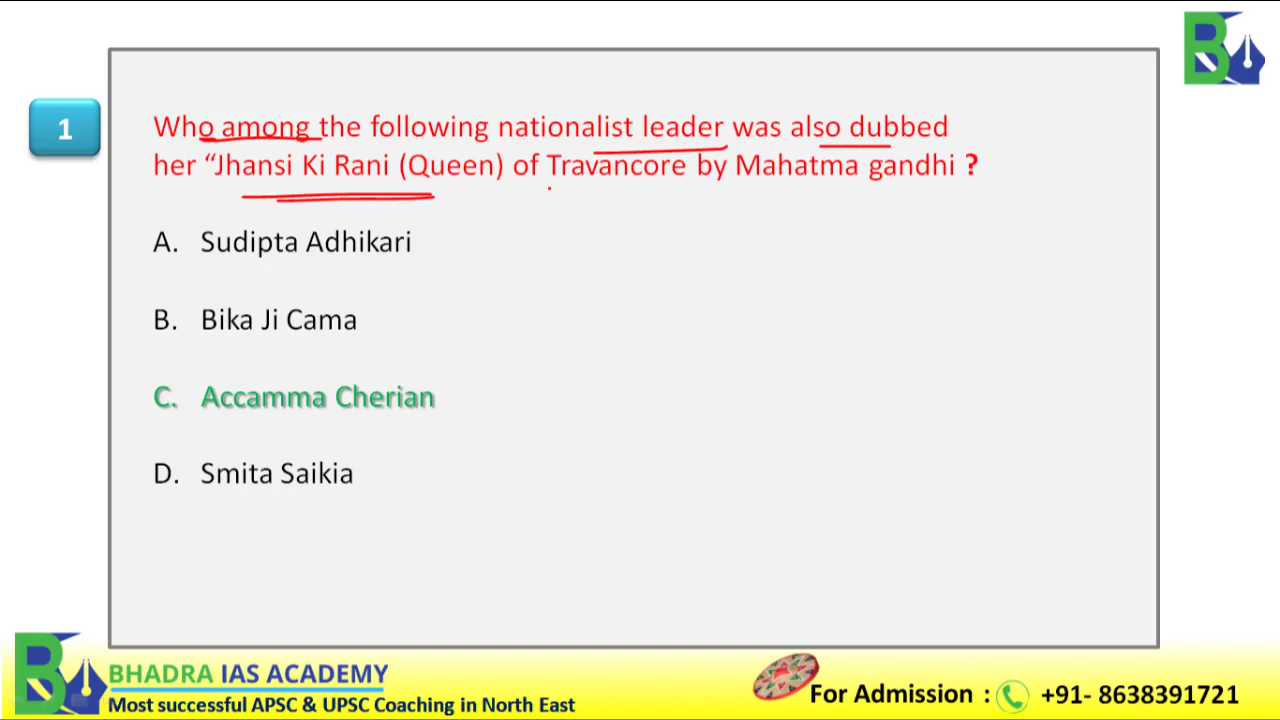 1
Who among the following nationalist leader was also dubbed
her “Jhansi Ki Rani (Queen) of Travancore by Mahatma gandhi ?
A. Sudipta Adhikari
B. Bika Ji Cama
C. Accamma Cherian
D. Smita Saikia
BHADRA IAS ACADEMY
Most successful APSC & UPSC Coaching in North East
For Admission : +91- 8638391721